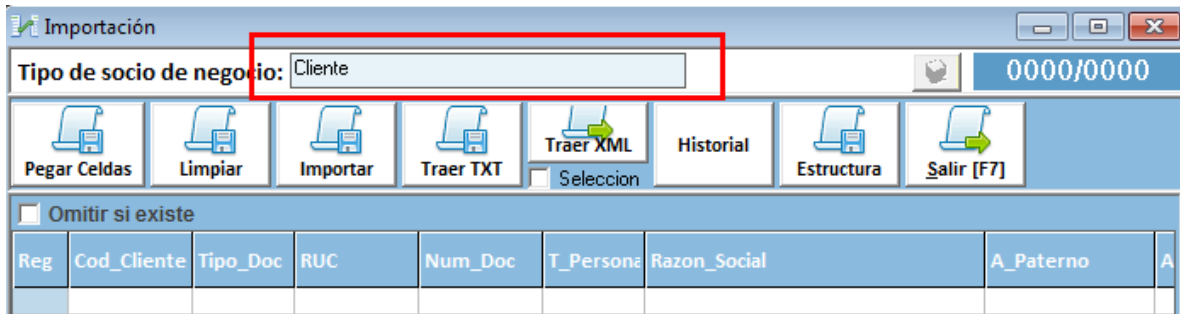 Importación
Tipo de socio de negocio: Cliente 0000/0000
Pegar Celdas Limpiar Importar Traer TXT Traer XML Historial Estructura Salir [F7]
Seleccion
Omitir si existe
Reg Cod_Cliente Tipo_Doc RUC Num_Doc T_Persona Razon_Social A_Paterno A